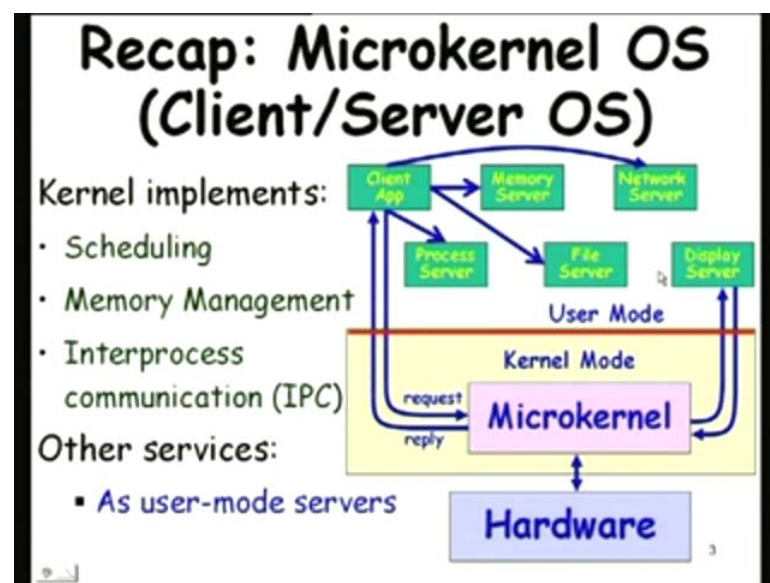 Recap: Microkernel OS
(Client/Server OS)
Kernel implements:
• Scheduling
• Memory Management
• Interprocess
communication (IPC)
Other services:
▪ As user-mode servers
Client
App
Memory
Server
Network
Server
Process
Server
File
Server
Display
Server
User Mode
Kernel Mode
request
reply
Microkernel
Hardware
3